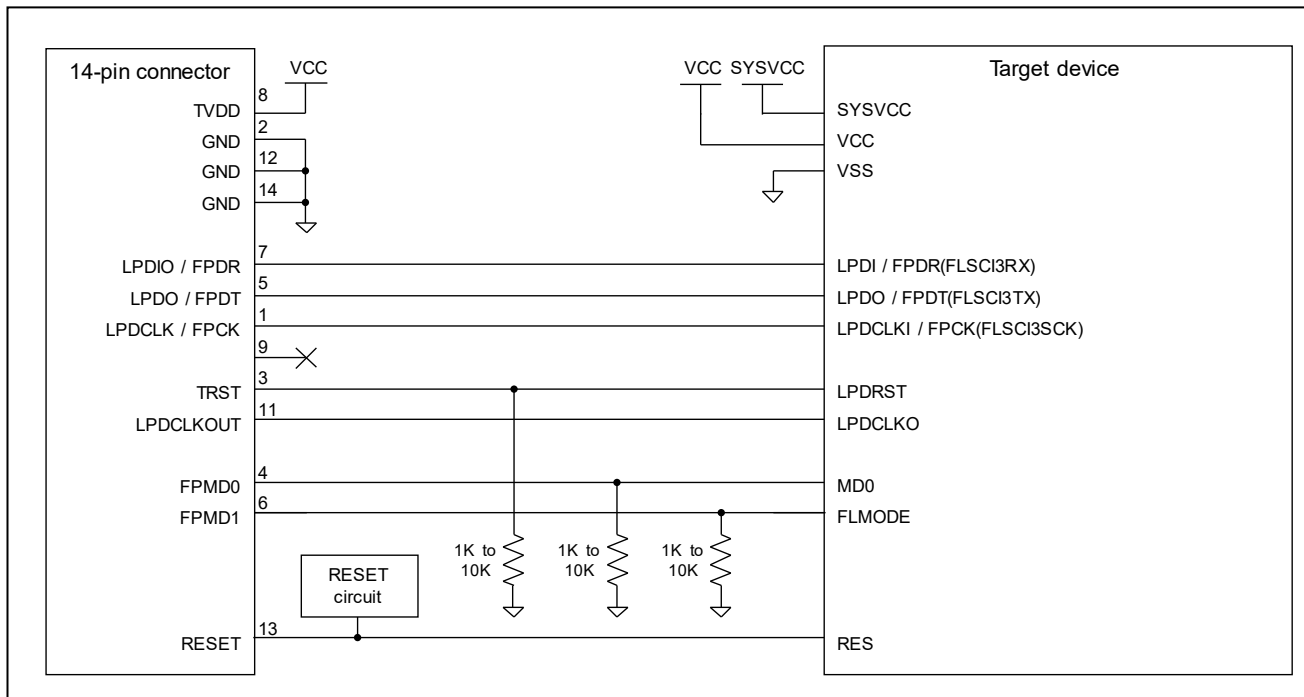 14-pin connector
VCC
VCC
SYSVCC
Target device
8
TVDD
SYSVCC
2
GND
VCC
12
GND
VSS
14
GND
7
LPDIO / FPDR
LPDI / FPDR(FLSCI3RX)
5
LPDO / FPDT
LPDO / FPDT(FLSCI3TX)
1
LPDCLK / FPCK
LPDCLKI / FPCK(FLSCI3SCK)
9
3
TRST
LPDRST
11
LPDCLKOUT
LPDCLKO
4
FPMD0
MD0
6
FPMD1
FLMODE
1K to
10K
1K to
10K
1K to
10K
RESET
circuit
13
RESET
RES